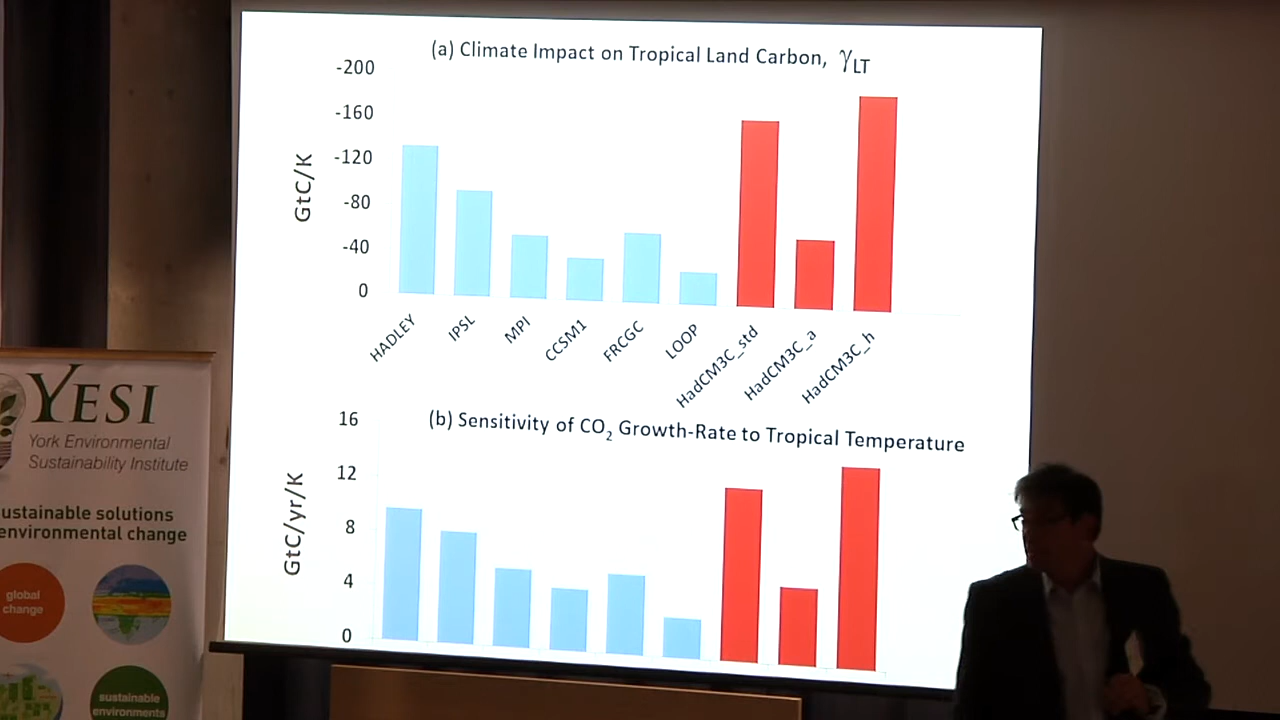 (a) Climate Impact on Tropical Land Carbon, γLT
-200
-160
-120
-80
-40
0
GtC/K
HADLEY
IPSL
MPI
CCSM1
FRCGC
LOOP
HadCM3C_std
HadCM3C_a
HadCM3C_h
(b) Sensitivity of CO2 Growth-Rate to Tropical Temperature
16
12
8
4
0
GtC/yr/K
YESI
York Environmental
Sustainability Institute
ustainable solutions
environmental change
global
change
sustainable
environments